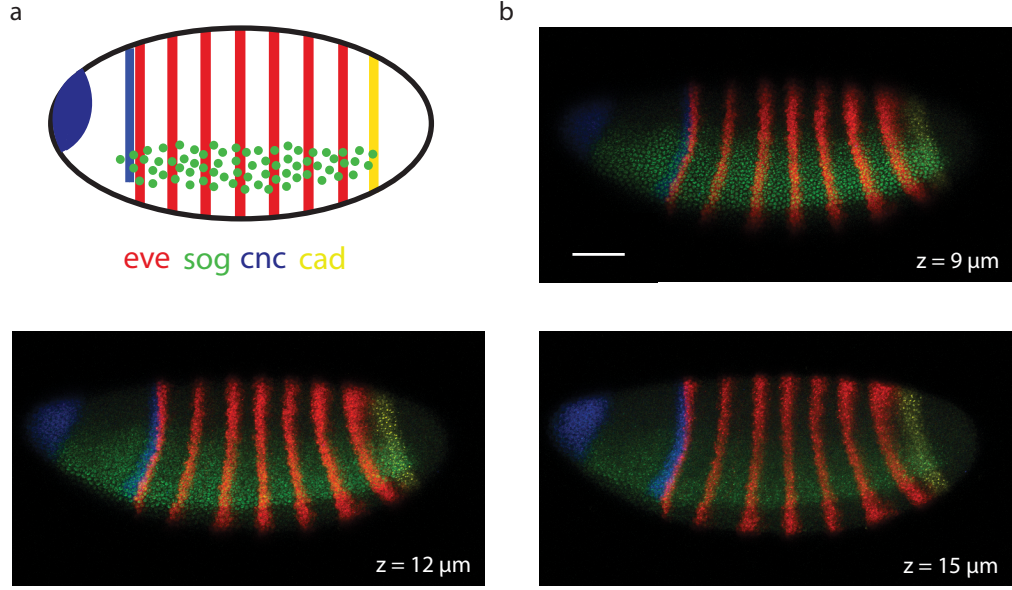 a
b
eve sog cnc cad
z = 9 µm
z = 12 µm
z = 15 µm